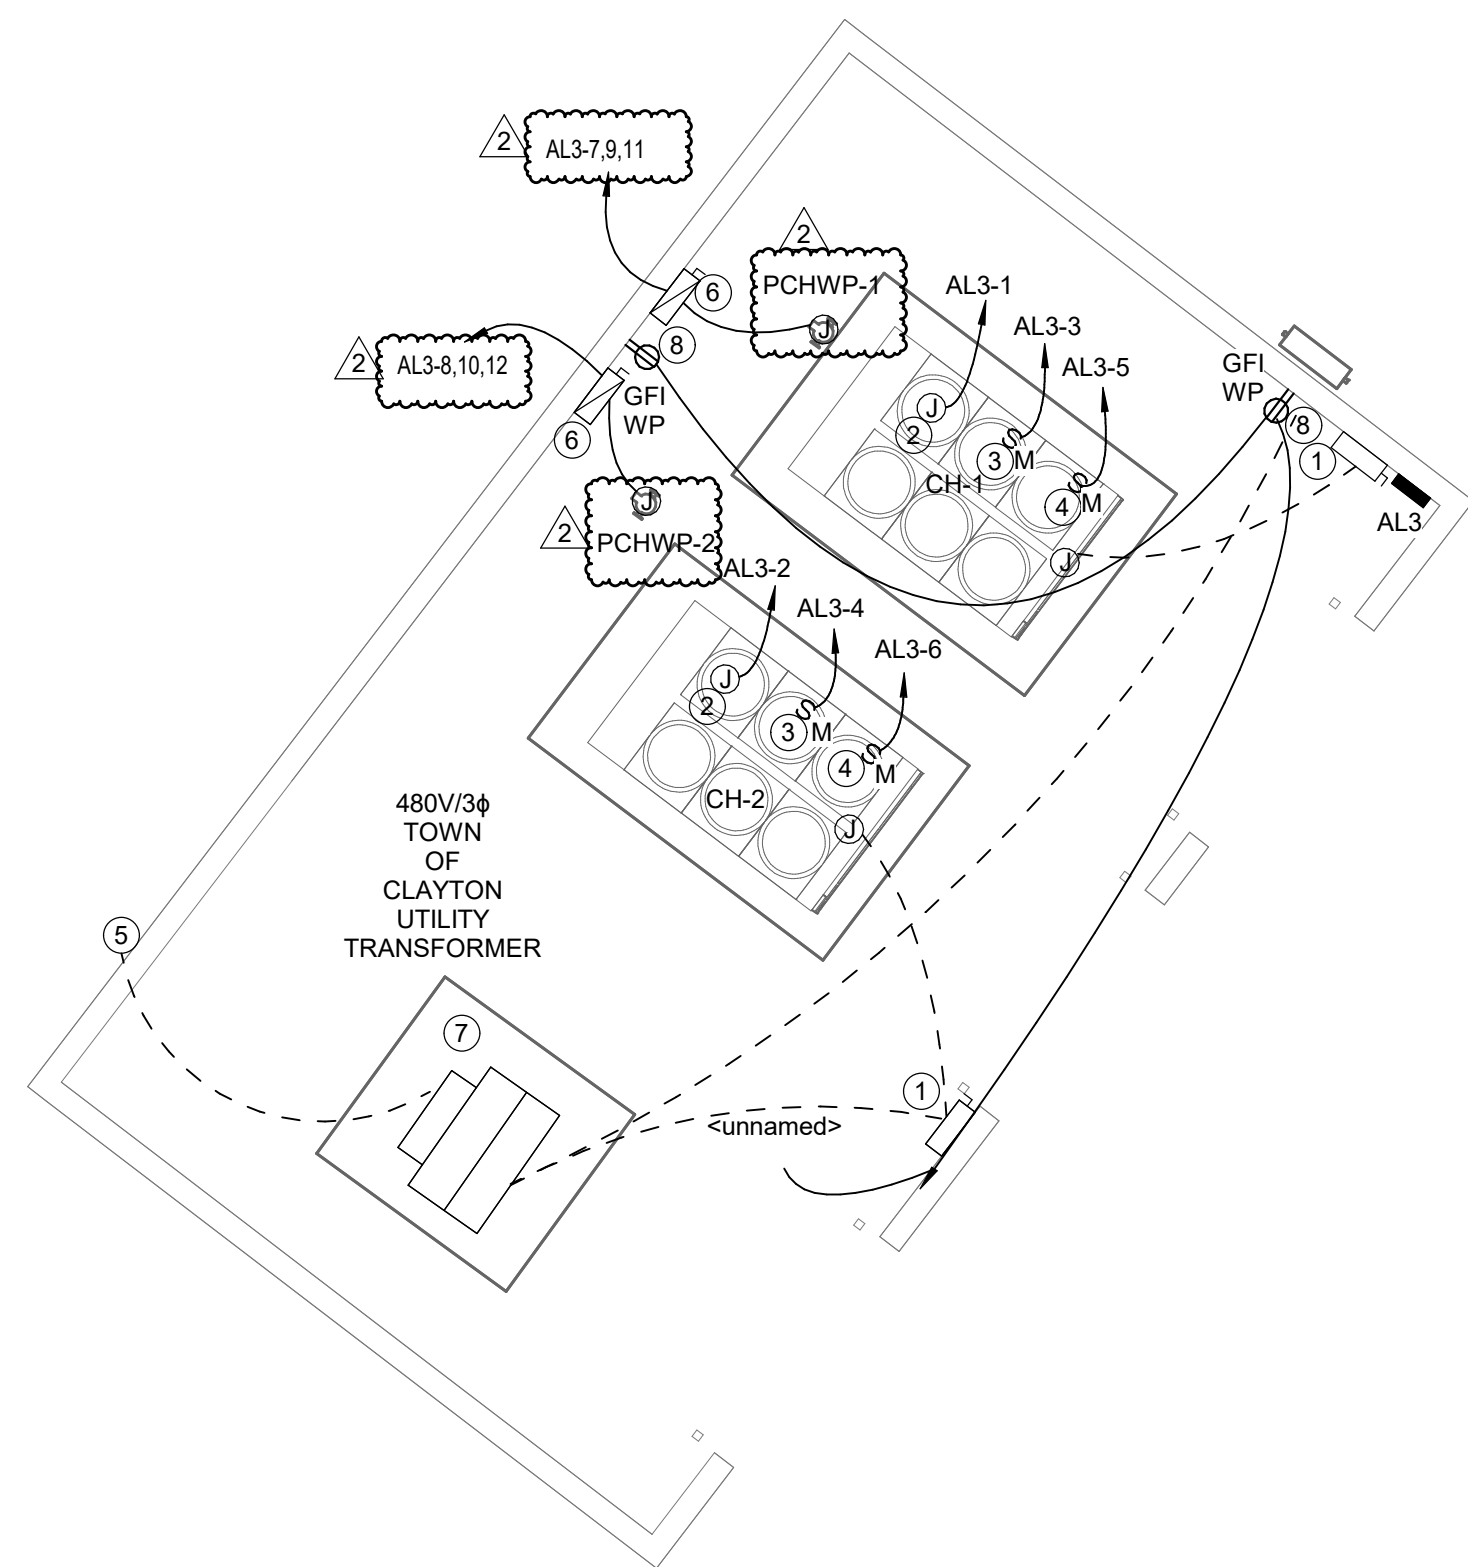 2
AL3-7,9,11
2
PCHWP-1
J
6
AL3-1
AL3-3
AL3-5
8
2
AL3-8,10,12
GFI
WP
6
GFI
WP
8
1
AL3
J
2
3
S
M
CH-1
4
S
M
J
J
2
PCHWP-2
AL3-2
AL3-4
AL3-6
J
2
3
S
M
4
S
M
CH-2
J
480V/3ϕ
TOWN
OF
CLAYTON
UTILITY
TRANSFORMER
5
7
1
<unnamed>